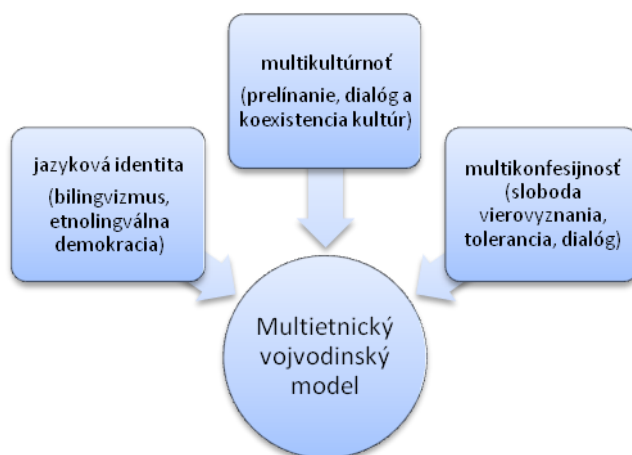 multikultúrnoť
(prelínanie, dialóg a
koexistencia kultúr)
jazyková identita
(bilingvizmus,
etnolingválna
demokracia)
multikonfesijnosť
(sloboda
vierovyznania,
tolerancia, dialóg)
Multietnický
vojvodinský
model